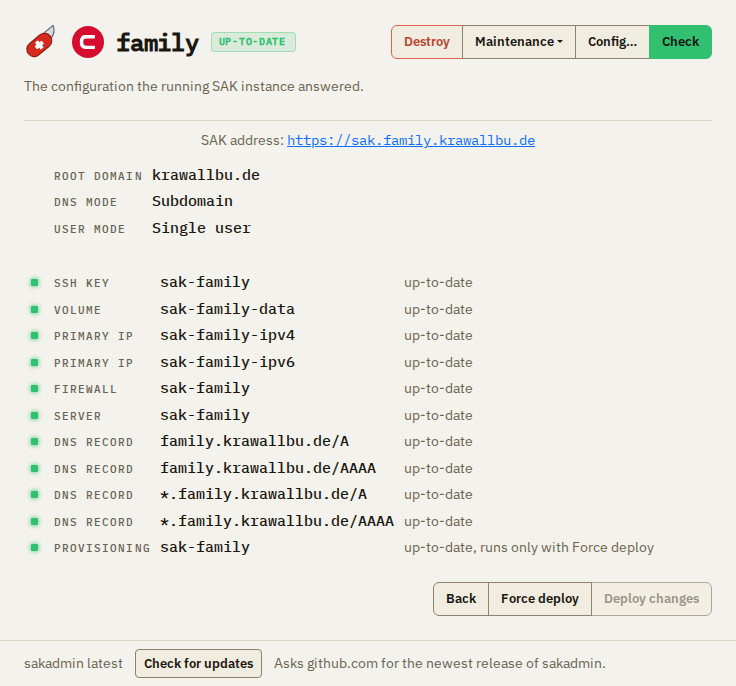 family UP-TO-DATE Destroy Maintenance Config... Check
The configuration the running SAK instance answered.
SAK address: https://sak.family.krawallbu.de
ROOT DOMAIN krawallbu.de
DNS MODE Subdomain
USER MODE Single user
SSH KEY sak-family up-to-date
VOLUME sak-family-data up-to-date
PRIMARY IP sak-family-ipv4 up-to-date
PRIMARY IP sak-family-ipv6 up-to-date
FIREWALL sak-family up-to-date
SERVER sak-family up-to-date
DNS RECORD family.krawallbu.de/A up-to-date
DNS RECORD family.krawallbu.de/AAAA up-to-date
DNS RECORD *.family.krawallbu.de/A up-to-date
DNS RECORD *.family.krawallbu.de/AAAA up-to-date
PROVISIONING sak-family up-to-date, runs only with Force deploy
Back Force deploy Deploy changes
sakadmin latest Check for updates Asks github.com for the newest release of sakadmin.